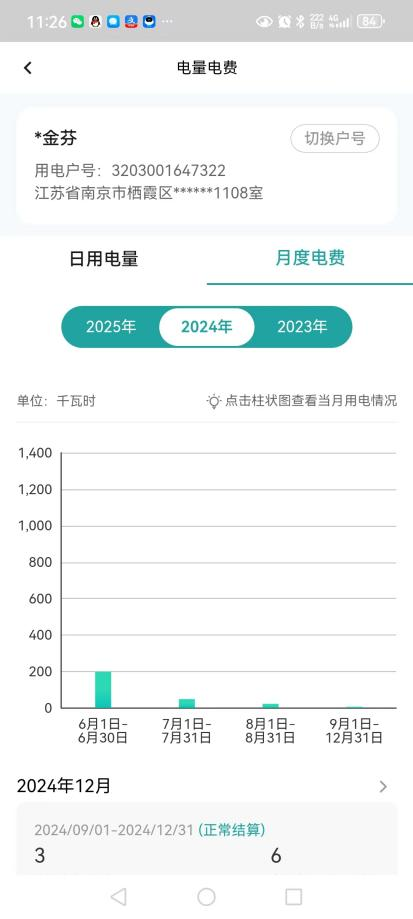 11:26 222 B/s 4G 84
电量电费
*金芬 切换户号
用电户号：3203001647322
江苏省南京市栖霞区******1108室
日用电量 月度电费
2025年 2024年 2023年
单位：千瓦时 点击柱状图查看当月用电情况
1,400
1,200
1,000
800
600
400
200
0
6月1日-
6月30日
7月1日-
7月31日
8月1日-
8月31日
9月1日-
12月31日
2024年12月
2024/09/01-2024/12/31 (正常结算)
3 6